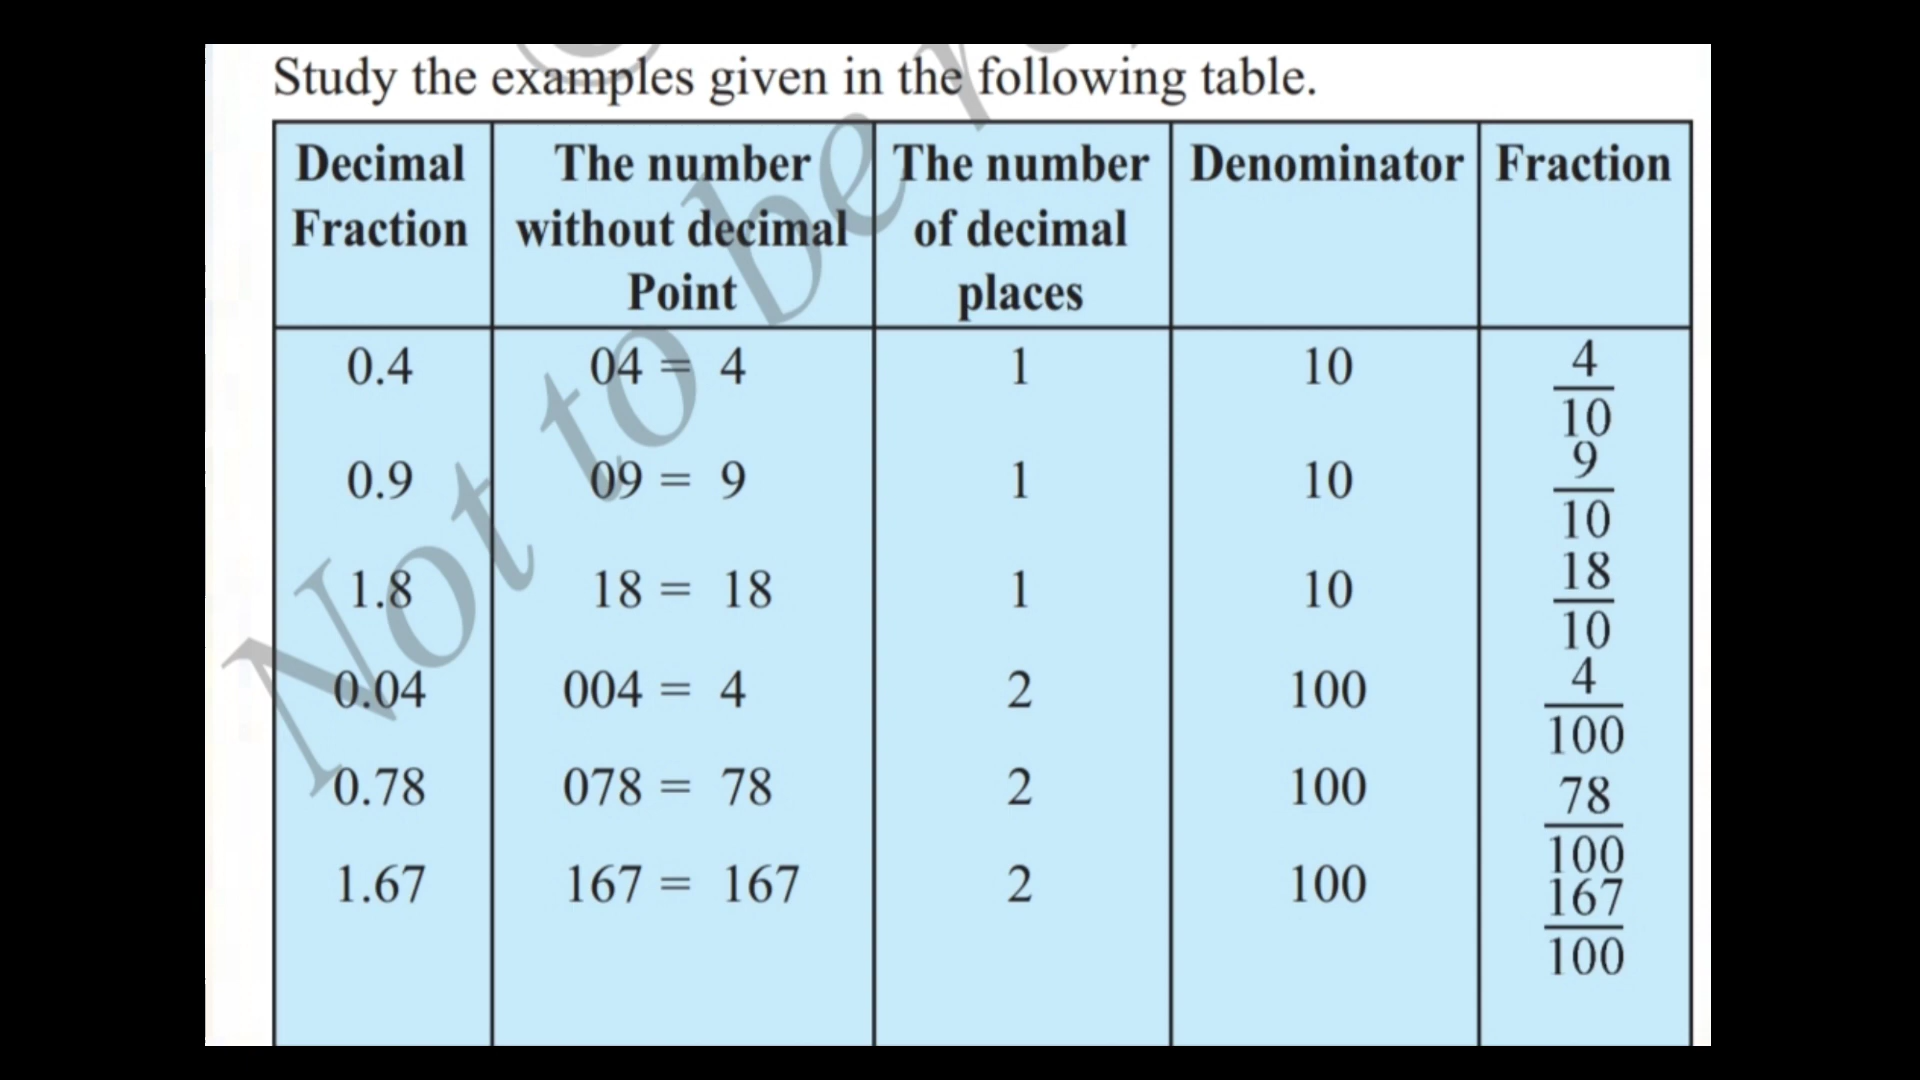 Study the examples given in the following table.
Decimal Fraction | The number without decimal Point | The number of decimal places | Denominator | Fraction
0.4 | 04 = 4 | 1 | 10 | 4/10
0.9 | 09 = 9 | 1 | 10 | 9/10
1.8 | 18 = 18 | 1 | 10 | 18/10
0.04 | 004 = 4 | 2 | 100 | 4/100
0.78 | 078 = 78 | 2 | 100 | 78/100
1.67 | 167 = 167 | 2 | 100 | 167/100
Not to be